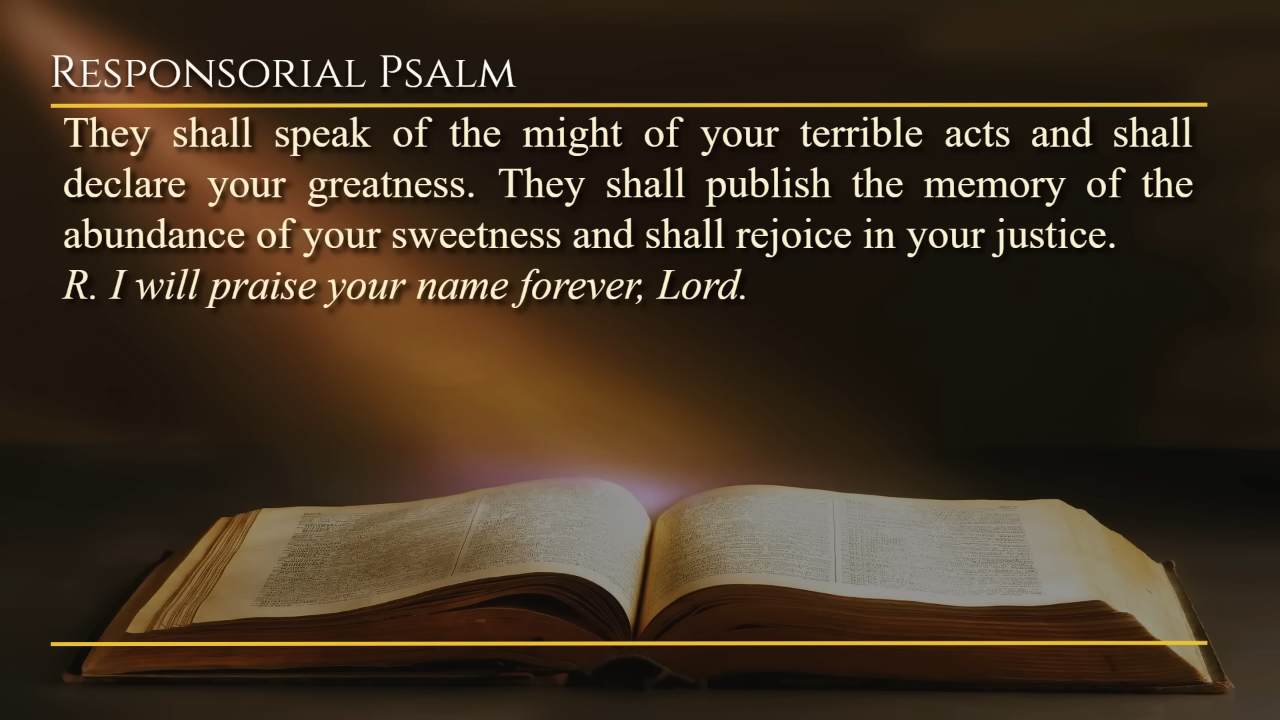 Responsorial Psalm
They shall speak of the might of your terrible acts and shall
declare your greatness. They shall publish the memory of the
abundance of your sweetness and shall rejoice in your justice.
R. I will praise your name forever, Lord.